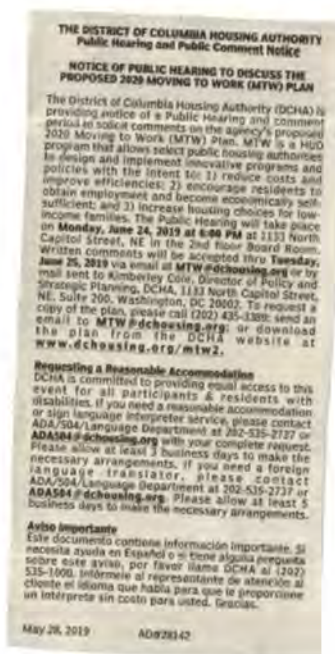 THE DISTRICT OF COLUMBIA HOUSING AUTHORITY
Public Hearing and Public Comment Notice
NOTICE OF PUBLIC HEARING TO DISCUSS THE
PROPOSED 2020 MOVING TO WORK (MTW) PLAN
The District of Columbia Housing Authority (DCHA) is
providing notice of a Public Hearing and comment
period to solicit comments on the agency's proposed
2020 Moving to Work (MTW) Plan. MTW is a HUD
program that allows select public housing authorities
to design and implement innovative programs and
policies with the intent to: 1) reduce costs and
improve efficiencies; 2) encourage residents to
obtain employment and become economically self-
sufficient; and 3) increase housing choices for low-
income families. The Public Hearing will take place
on Monday, June 24, 2019 at 6:00 PM at 1133 North
Capitol Street, NE in the 2nd floor Board Room.
Written comments will be accepted thru Tuesday,
June 25, 2019 via email at MTW@dchousing.org or by
mail sent to Kimberley Cole, Director of Policy and
Strategic Planning, DCHA, 1133 North Capitol Street,
NE, Suite 200, Washington, DC 20002. To request a
copy of the plan, please call (202) 435-3389; send an
email to MTW@dchousing.org; or download
the plan from the DCHA website at
www.dchousing.org/mtw2.
Requesting a Reasonable Accommodation
DCHA is committed to providing equal access to this
event for all participants & residents with
disabilities. If you need a reasonable accommodation
or sign language interpreter service, please contact
ADA/504/Language Department at 202-535-2737 or
ADA504@dchousing.org with your complete request.
Please allow at least 3 business days to make the
necessary arrangements. If you need a foreign
language translator, please contact
ADA/504/Language Department at 202-535-2737 or
ADA504@dchousing.org. Please allow at least 5
business days to make the necessary arrangements.
Aviso Importante
Este documento contiene información importante. Si
necesita ayuda en Español o si tiene alguna pregunta
sobre este aviso, por favor llame DCHA al (202)
535-1000. Infórmele al representante de atención al
cliente el idioma que habla para que le proporcione
un intérprete sin costo para usted. Gracias.
May 28, 2019 AD#28142